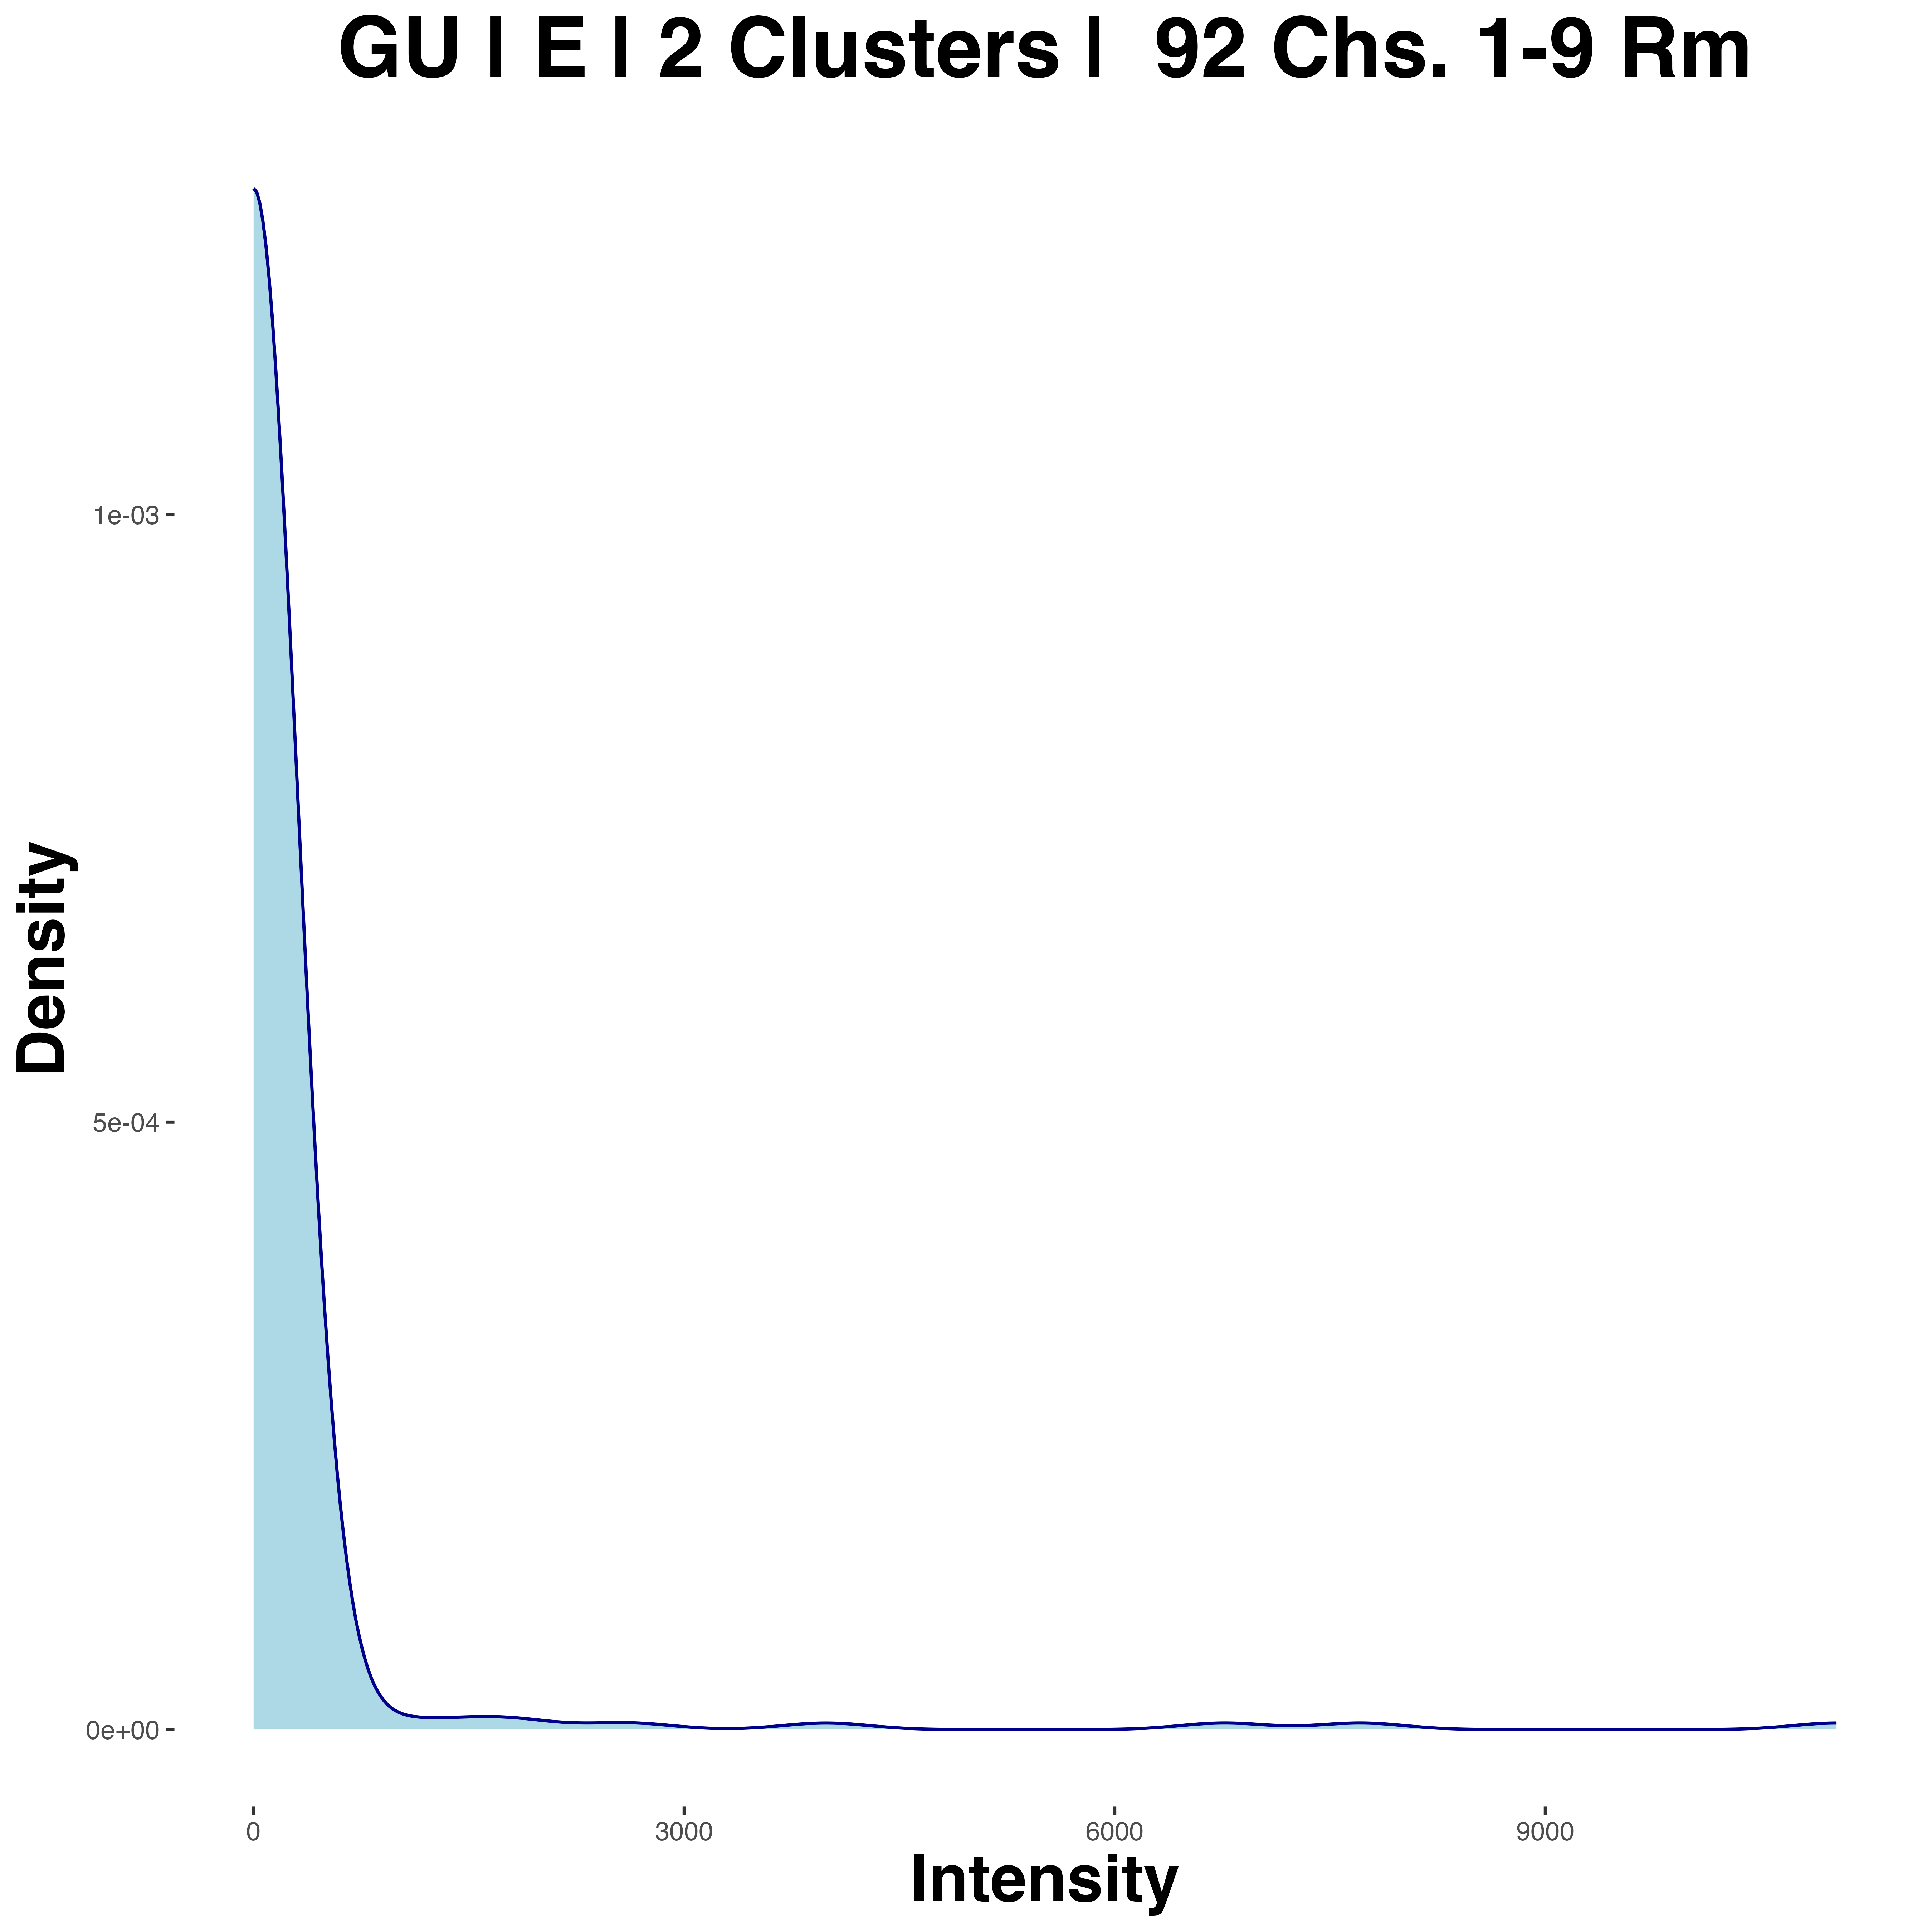 GU | E | 2 Clusters | 92 Chs. 1-9 Rm
Density
1e-03
5e-04
0e+00
0 3000 6000 9000
Intensity